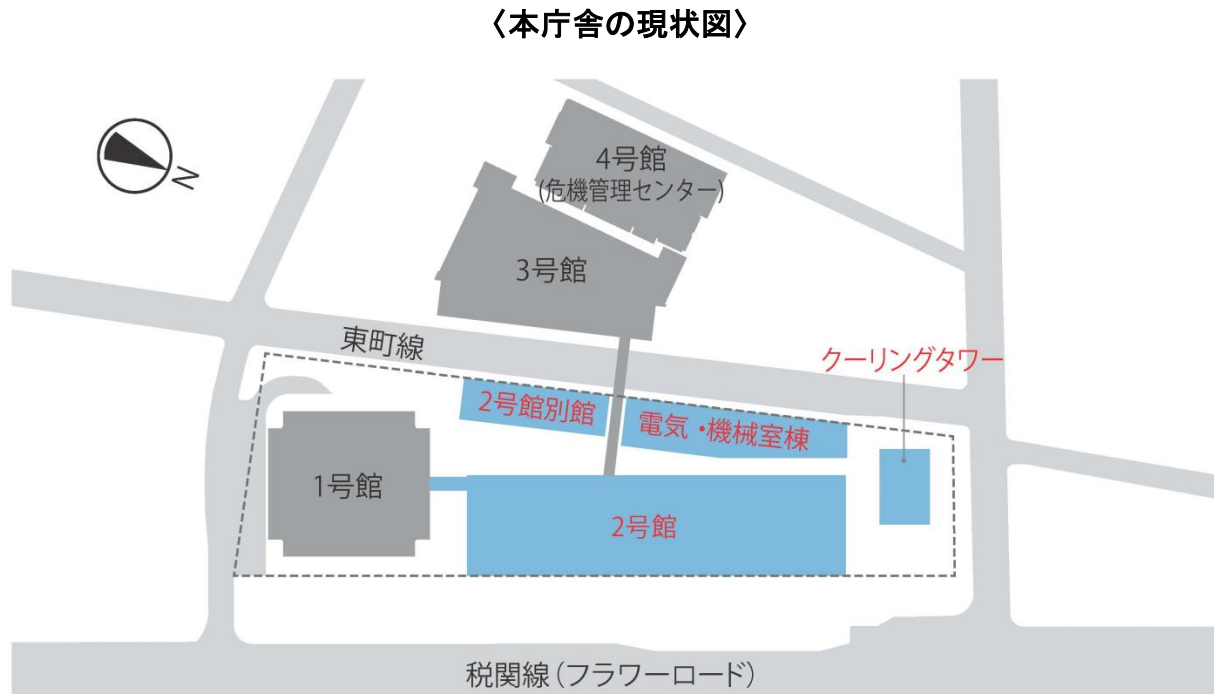 〈本庁舎の現状図〉
N
4号館
(危機管理センター)
3号館
東町線
クーリングタワー
2号館別館
電気・機械室棟
1号館
2号館
税関線(フラワーロード)